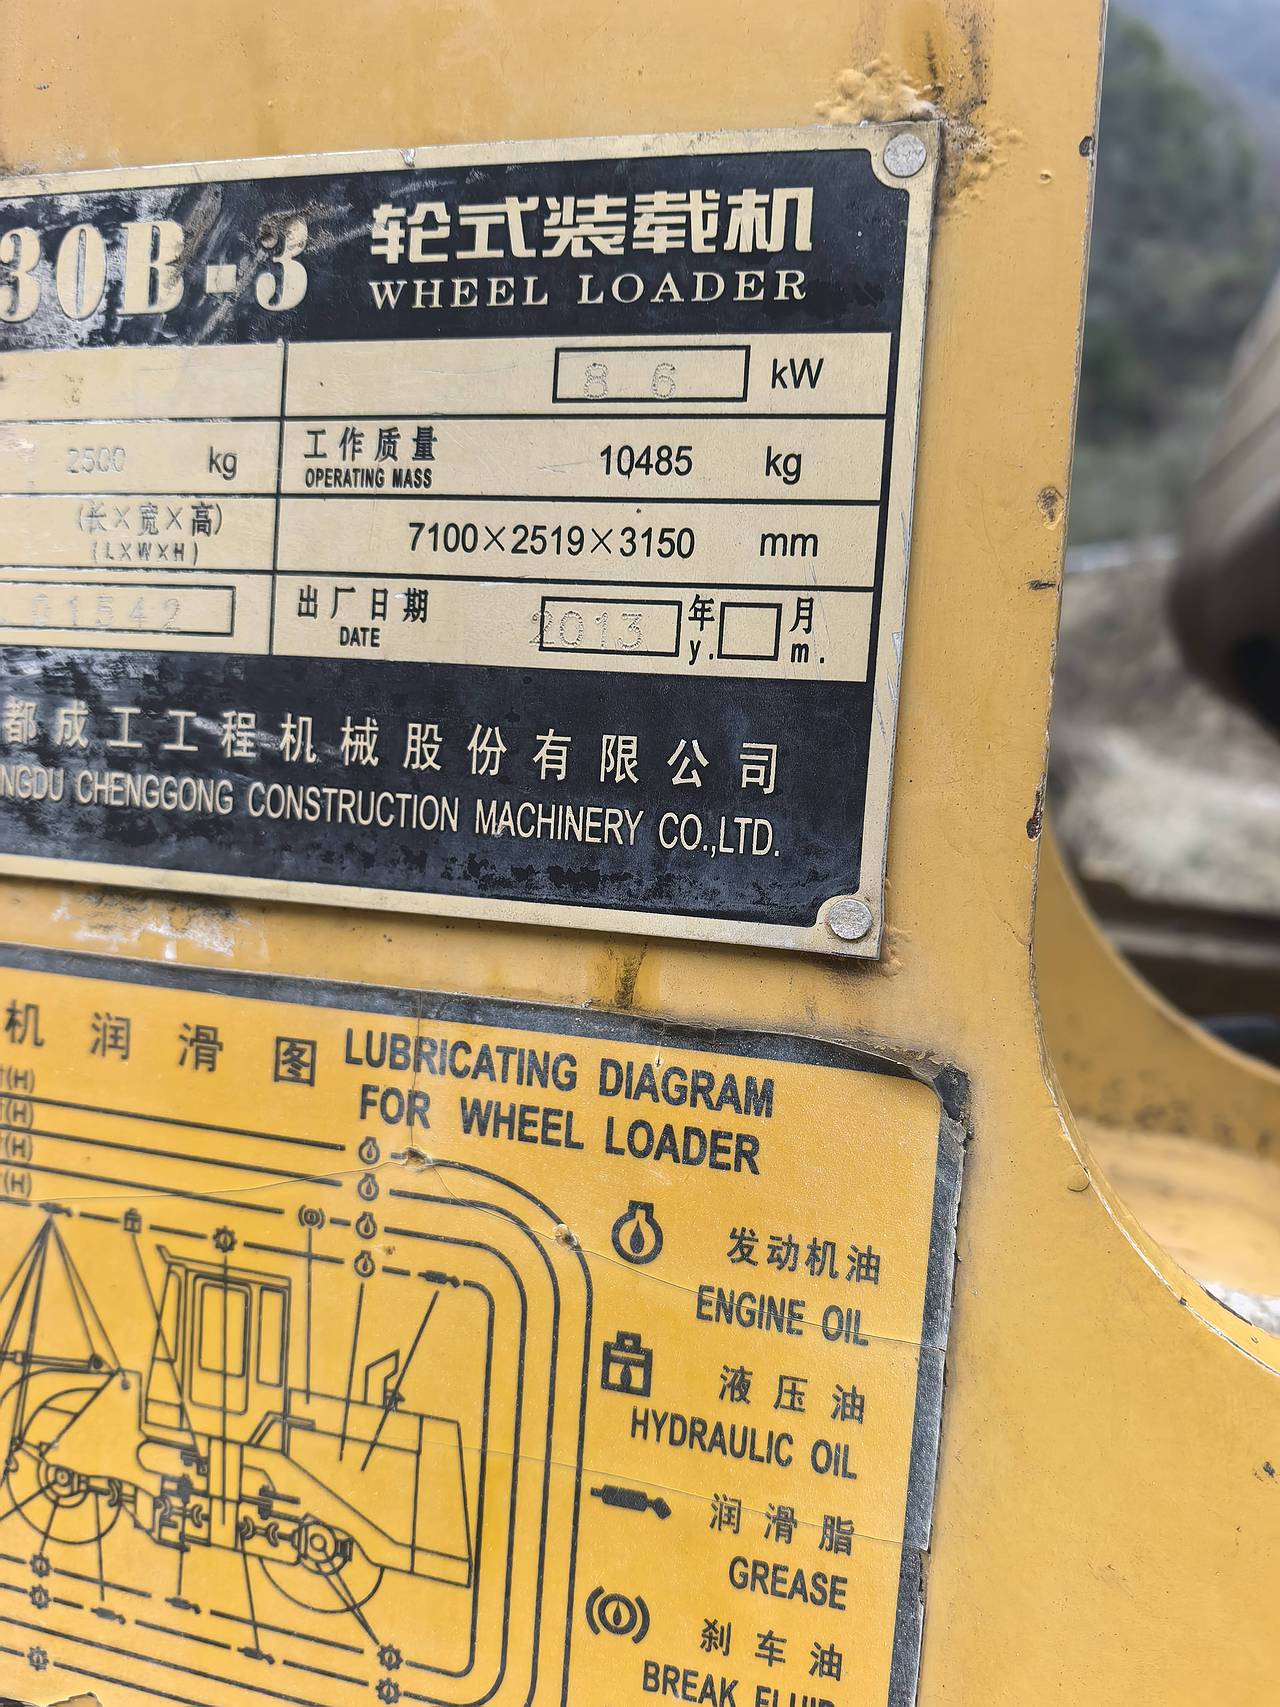 30B-3 轮式装载机
WHEEL LOADER
86 kW
2500 kg 工作质量 10485 kg
OPERATING MASS
(长×宽×高) 7100×2519×3150 mm
(L×W×H)
01542 出厂日期 2013 年 月
DATE y. m.
都成工工程机械股份有限公司
NGDU CHENGGONG CONSTRUCTION MACHINERY CO.,LTD.
机润滑图 LUBRICATING DIAGRAM
FOR WHEEL LOADER
(H)
(H)
(H)
(H)
发动机油
ENGINE OIL
液压油
HYDRAULIC OIL
润滑脂
GREASE
刹车油
BREAK FLUID